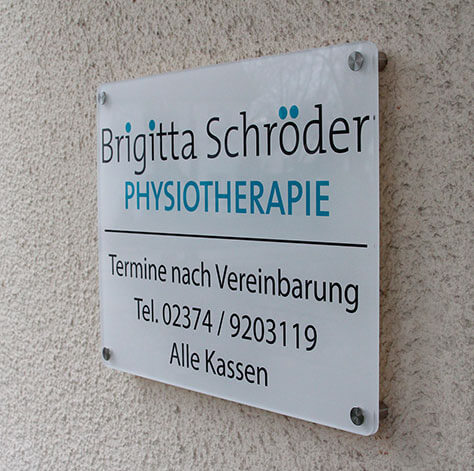 Brigitta Schröder
PHYSIOTHERAPIE
Termine nach Vereinbarung
Tel. 02374 / 9203119
Alle Kassen